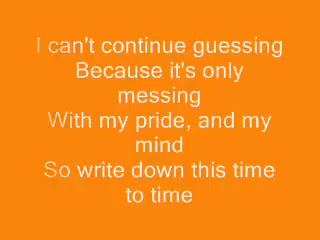 I can't continue guessing
Because it's only
messing
With my pride, and my
mind
So write down this time
to time